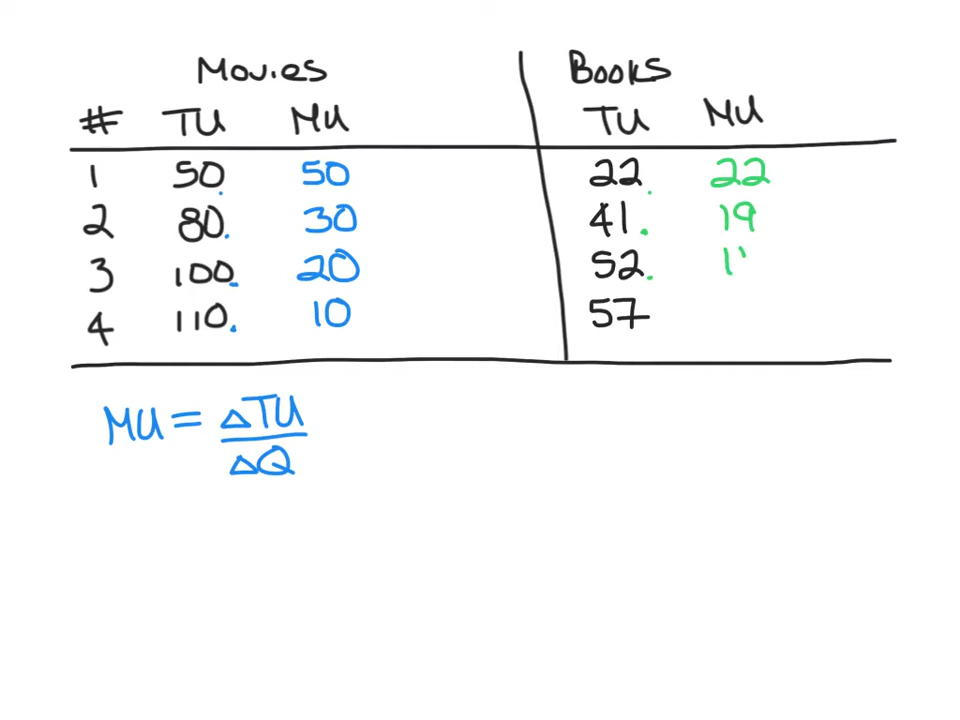 Movies Books
# TU MU TU MU
1 50 50 22 22
2 80 30 41 19
3 100 20 52
4 110 10 57
MU = ΔTU
ΔQ